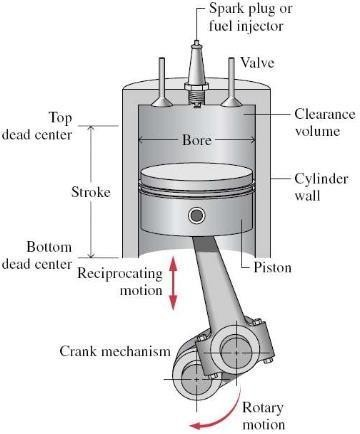 Spark plug or
fuel injector
Valve
Top
dead center
Clearance
volume
Bore
Cylinder
wall
Stroke
Bottom
dead center
Piston
Reciprocating
motion
Crank mechanism
Rotary
motion